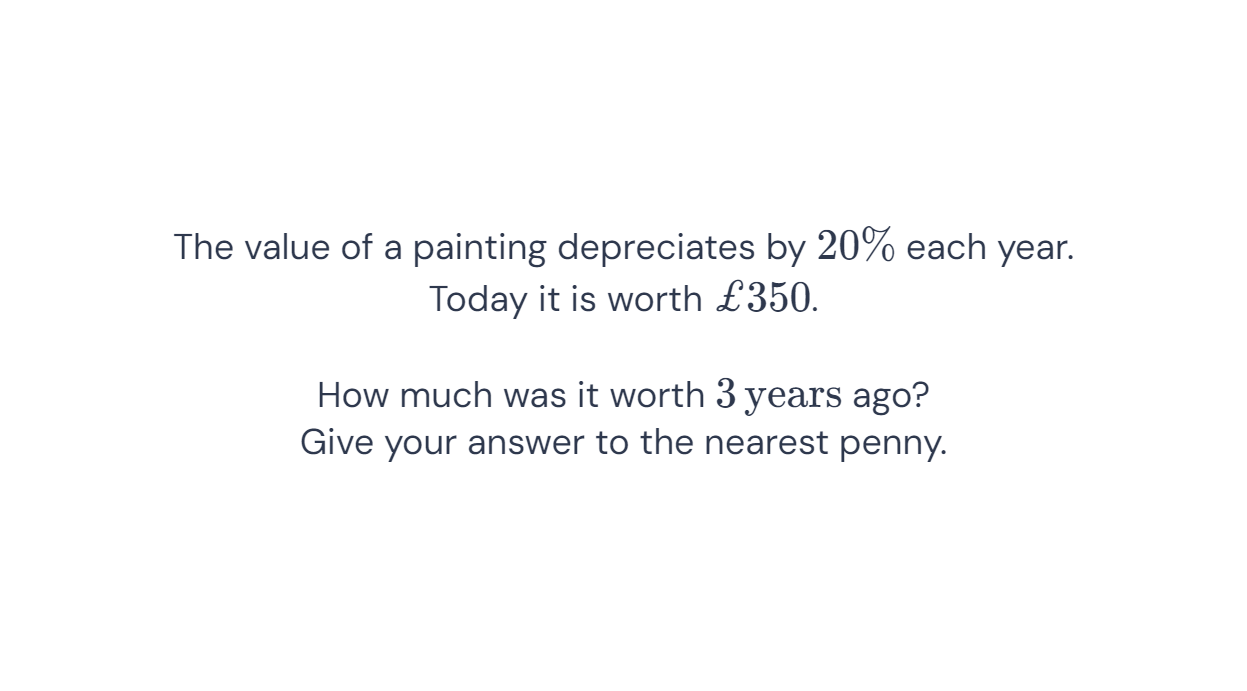 The value of a painting depreciates by 20% each year.
Today it is worth £350.
How much was it worth 3 years ago?
Give your answer to the nearest penny.